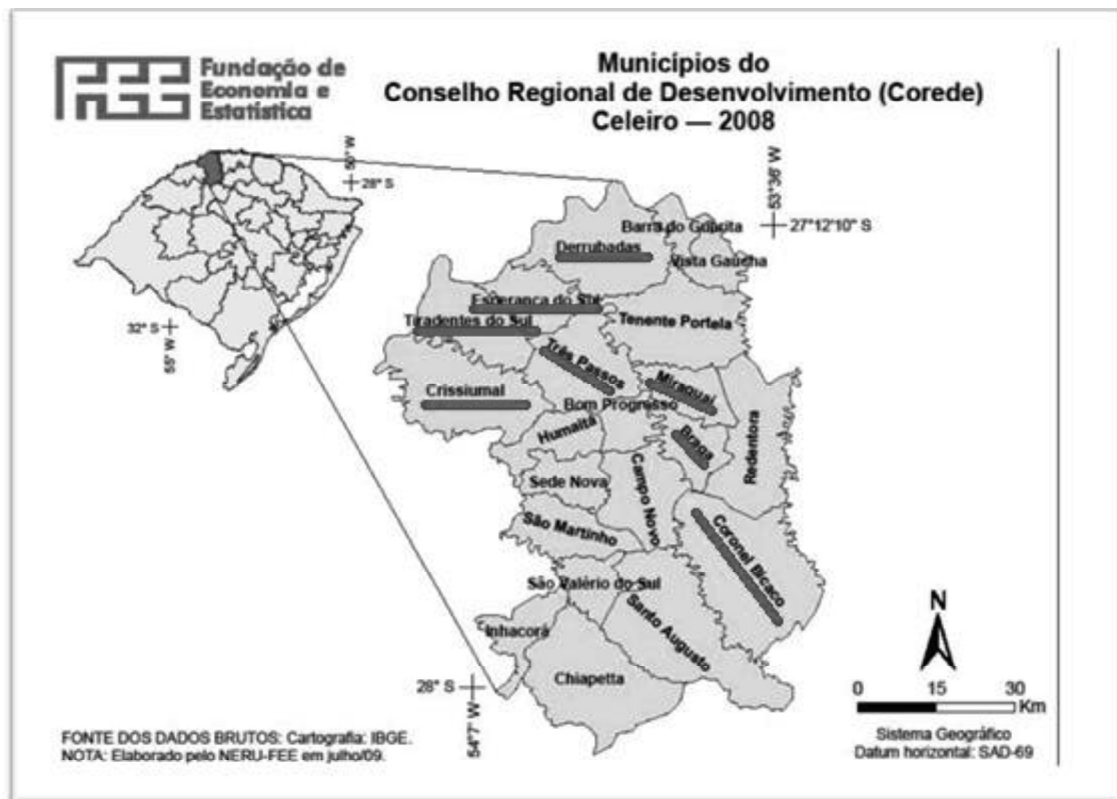 Fundação de
Economia e
Estatística
Municípios do
Conselho Regional de Desenvolvimento (Corede)
Celeiro — 2008
50° W
28° S
32° S
55° W
53°36' W
27°12'10" S
Barra do Guarita
Derrubadas
Vista Gaúcha
Esperança do Sul
Tiradentes do Sul
Tenente Portela
Três Passos
Miraguaí
Crissiumal
Bom Progresso
Humaitá
Braga
Redentora
Sede Nova
Campo Novo
São Martinho
Coronel Bicaco
São Valério do Sul
Santo Augusto
Inhacorá
Chiapetta
28° S
54°7' W
N
0 15 30
Km
Sistema Geográfico
Datum horizontal: SAD-69
FONTE DOS DADOS BRUTOS: Cartografia: IBGE.
NOTA: Elaborado pelo NERU-FEE em julho/09.